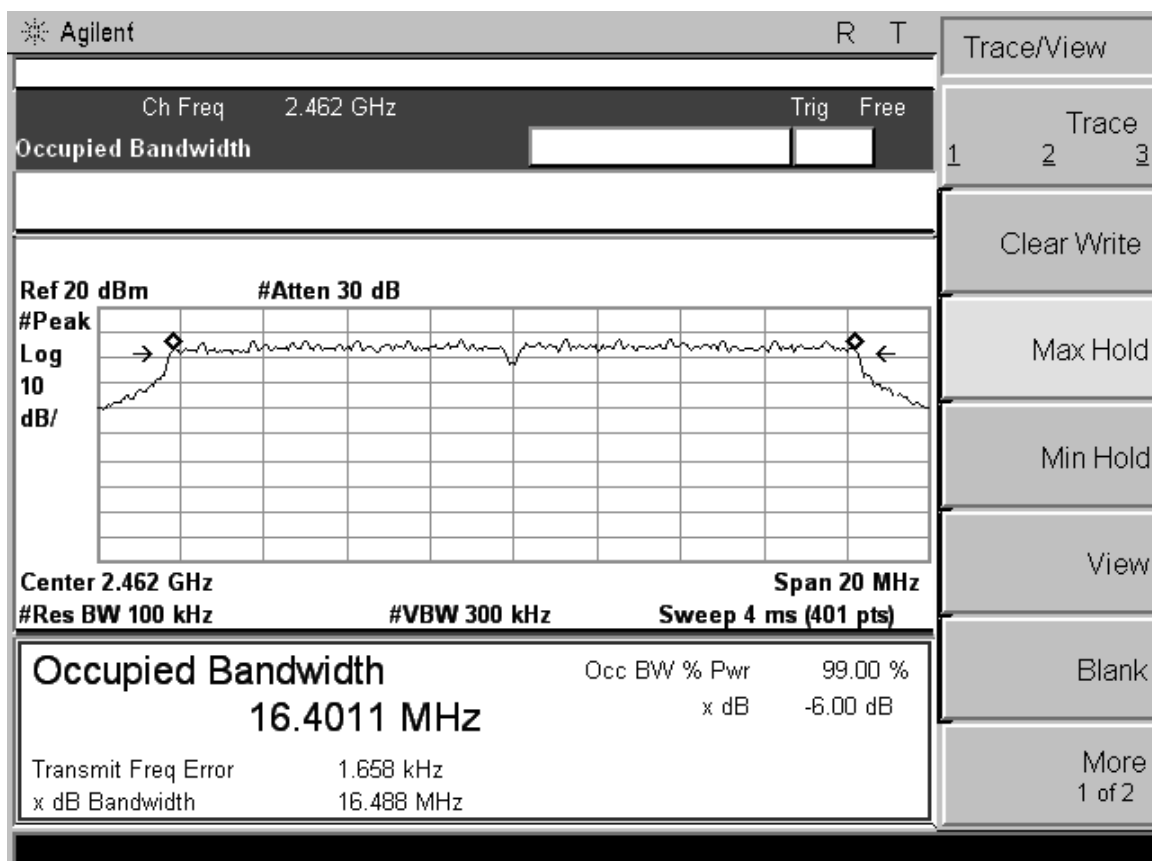 Agilent R T
Ch Freq 2.462 GHz Trig Free
Occupied Bandwidth
Ref 20 dBm #Atten 30 dB
#Peak
Log
10
dB/
Center 2.462 GHz Span 20 MHz
#Res BW 100 kHz #VBW 300 kHz Sweep 4 ms (401 pts)
Occupied Bandwidth
16.4011 MHz
Occ BW % Pwr 99.00 %
x dB -6.00 dB
Transmit Freq Error 1.658 kHz
x dB Bandwidth 16.488 MHz
Trace/View
Trace
1 2 3
Clear Write
Max Hold
Min Hold
View
Blank
More
1 of 2